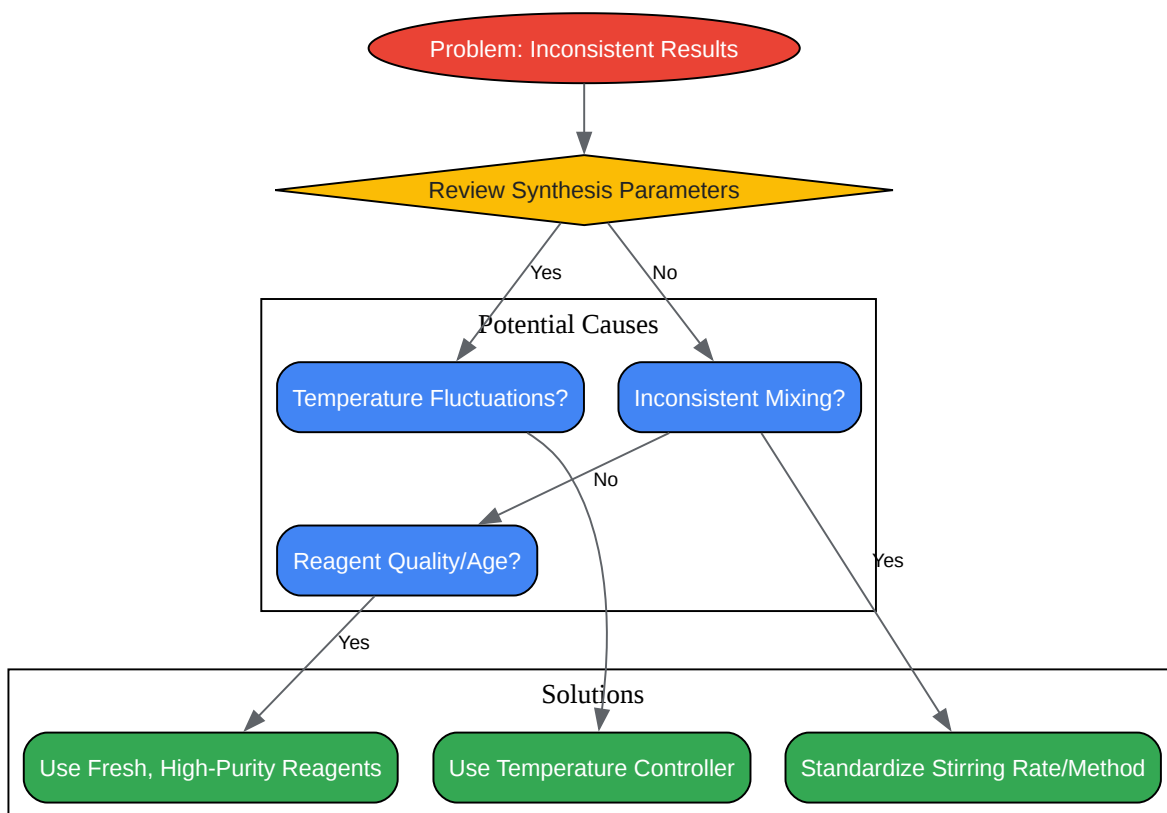 Problem: Inconsistent Results
Review Synthesis Parameters
Yes
No
Potential Causes
Temperature Fluctuations?
Inconsistent Mixing?
No
Reagent Quality/Age?
Yes
Yes
Solutions
Use Fresh, High-Purity Reagents
Use Temperature Controller
Standardize Stirring Rate/Method